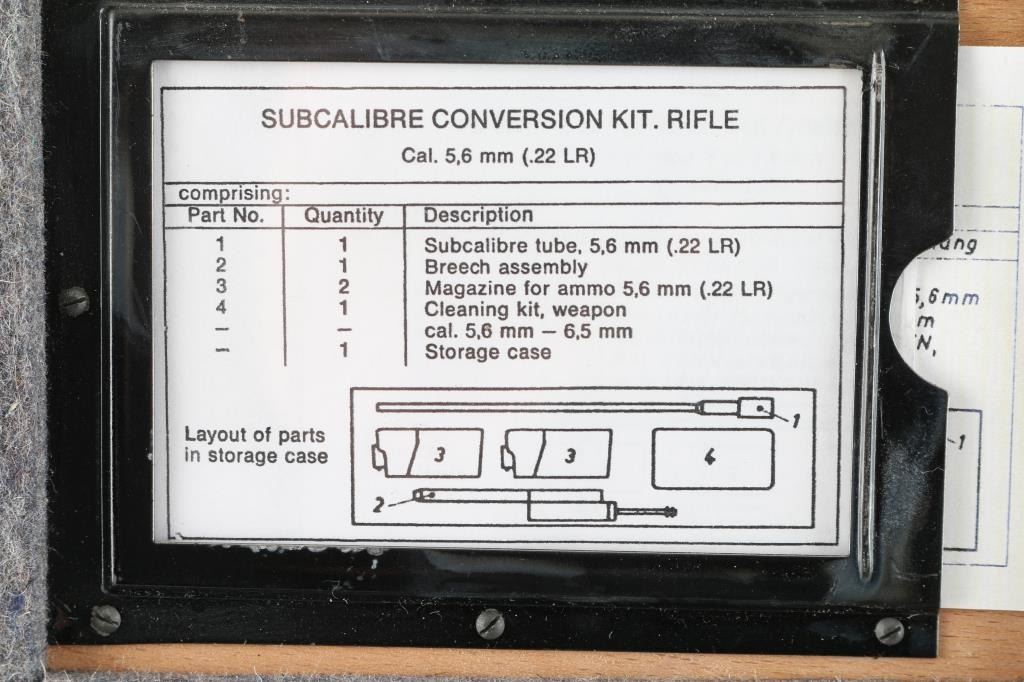 SUBCALIBRE CONVERSION KIT. RIFLE
Cal. 5,6 mm (.22 LR)
comprising:
Part No. Quantity Description
1 1 Subcalibre tube, 5,6 mm (.22 LR)
2 1 Breech assembly
3 2 Magazine for ammo 5,6 mm (.22 LR)
4 1 Cleaning kit, weapon
— — cal. 5,6 mm — 6,5 mm
— 1 Storage case
Layout of parts
in storage case
1
3 3 4
2
5,6mm
m
N,
1